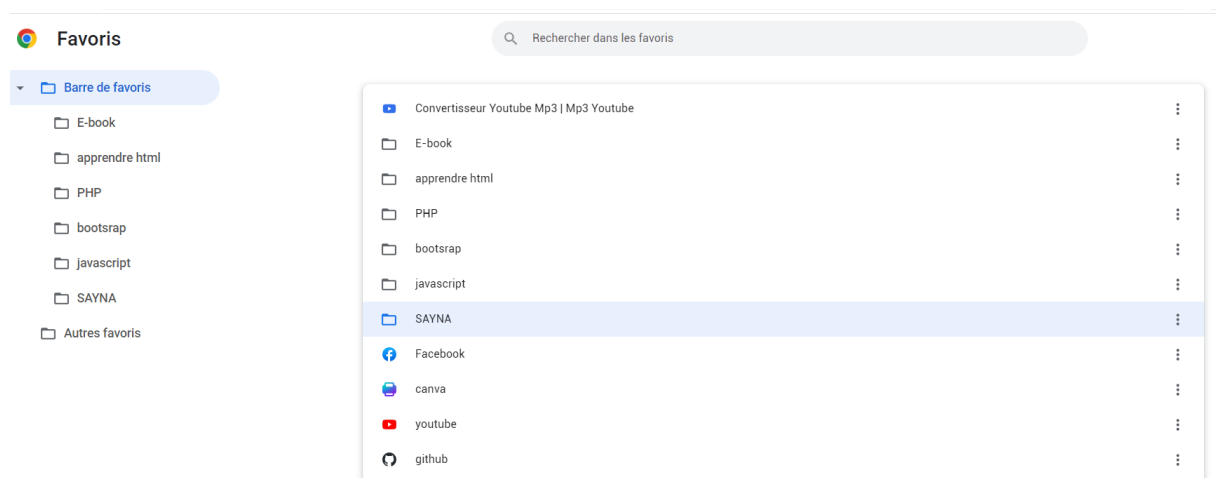 Favoris
Rechercher dans les favoris
Barre de favoris
E-book
apprendre html
PHP
bootsrap
javascript
SAYNA
Autres favoris
Convertisseur Youtube Mp3 | Mp3 Youtube
E-book
apprendre html
PHP
bootsrap
javascript
SAYNA
Facebook
canva
youtube
github